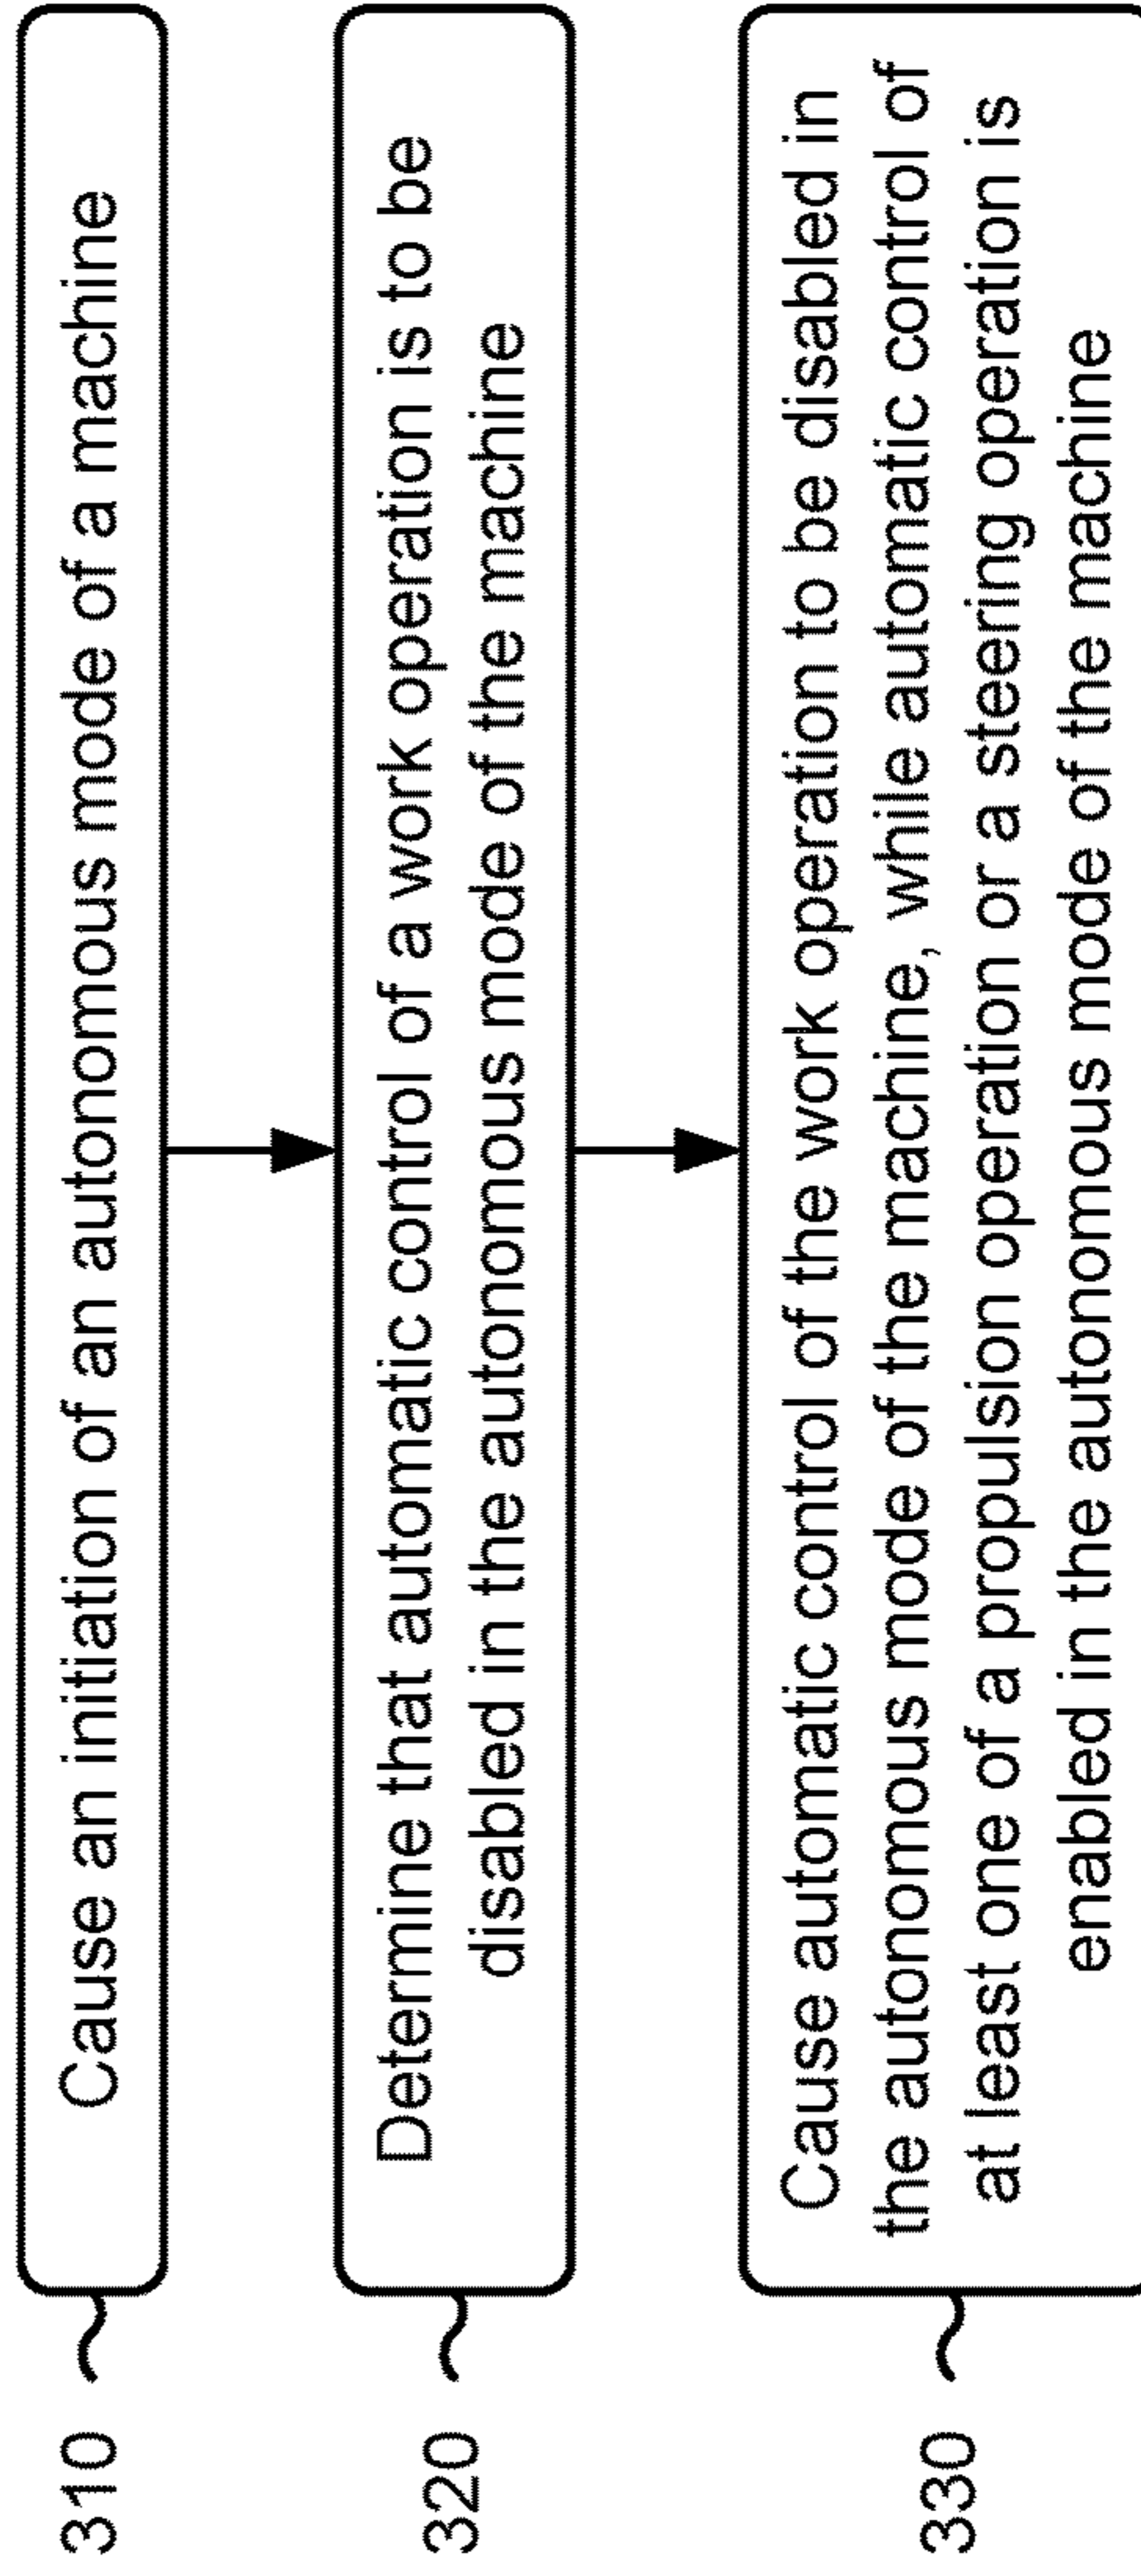 310
Cause an initiation of an autonomous mode of a machine
320
Determine that automatic control of a work operation is to be
disabled in the autonomous mode of the machine
330
Cause automatic control of the work operation to be disabled in
the autonomous mode of the machine, while automatic control of
at least one of a propulsion operation or a steering operation is
enabled in the autonomous mode of the machine